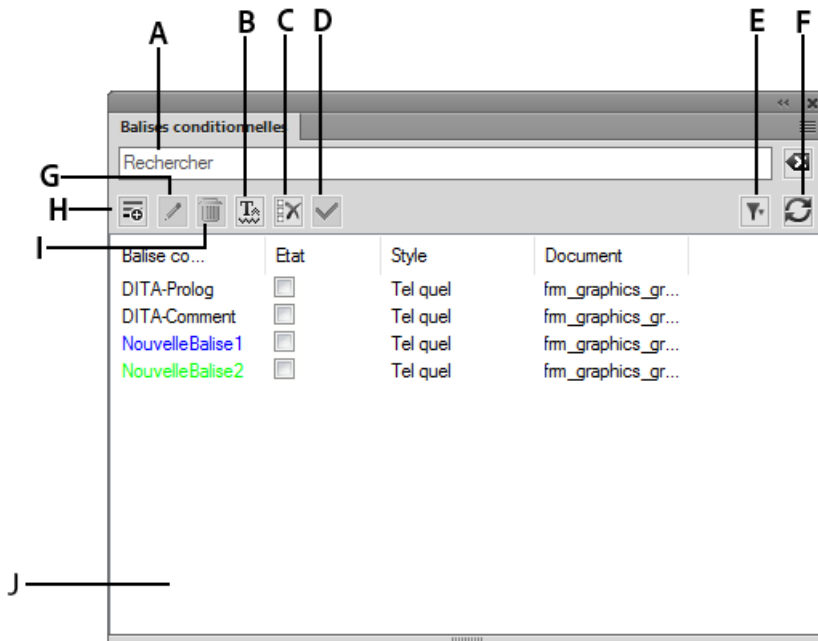 A B C D E F
Balises conditionnelles
Rechercher
G
H
I
Balise co... Etat Style Document
DITA-Prolog Tel quel frm_graphics_gr...
DITA-Comment Tel quel frm_graphics_gr...
NouvelleBalise1 Tel quel frm_graphics_gr...
NouvelleBalise2 Tel quel frm_graphics_gr...
J